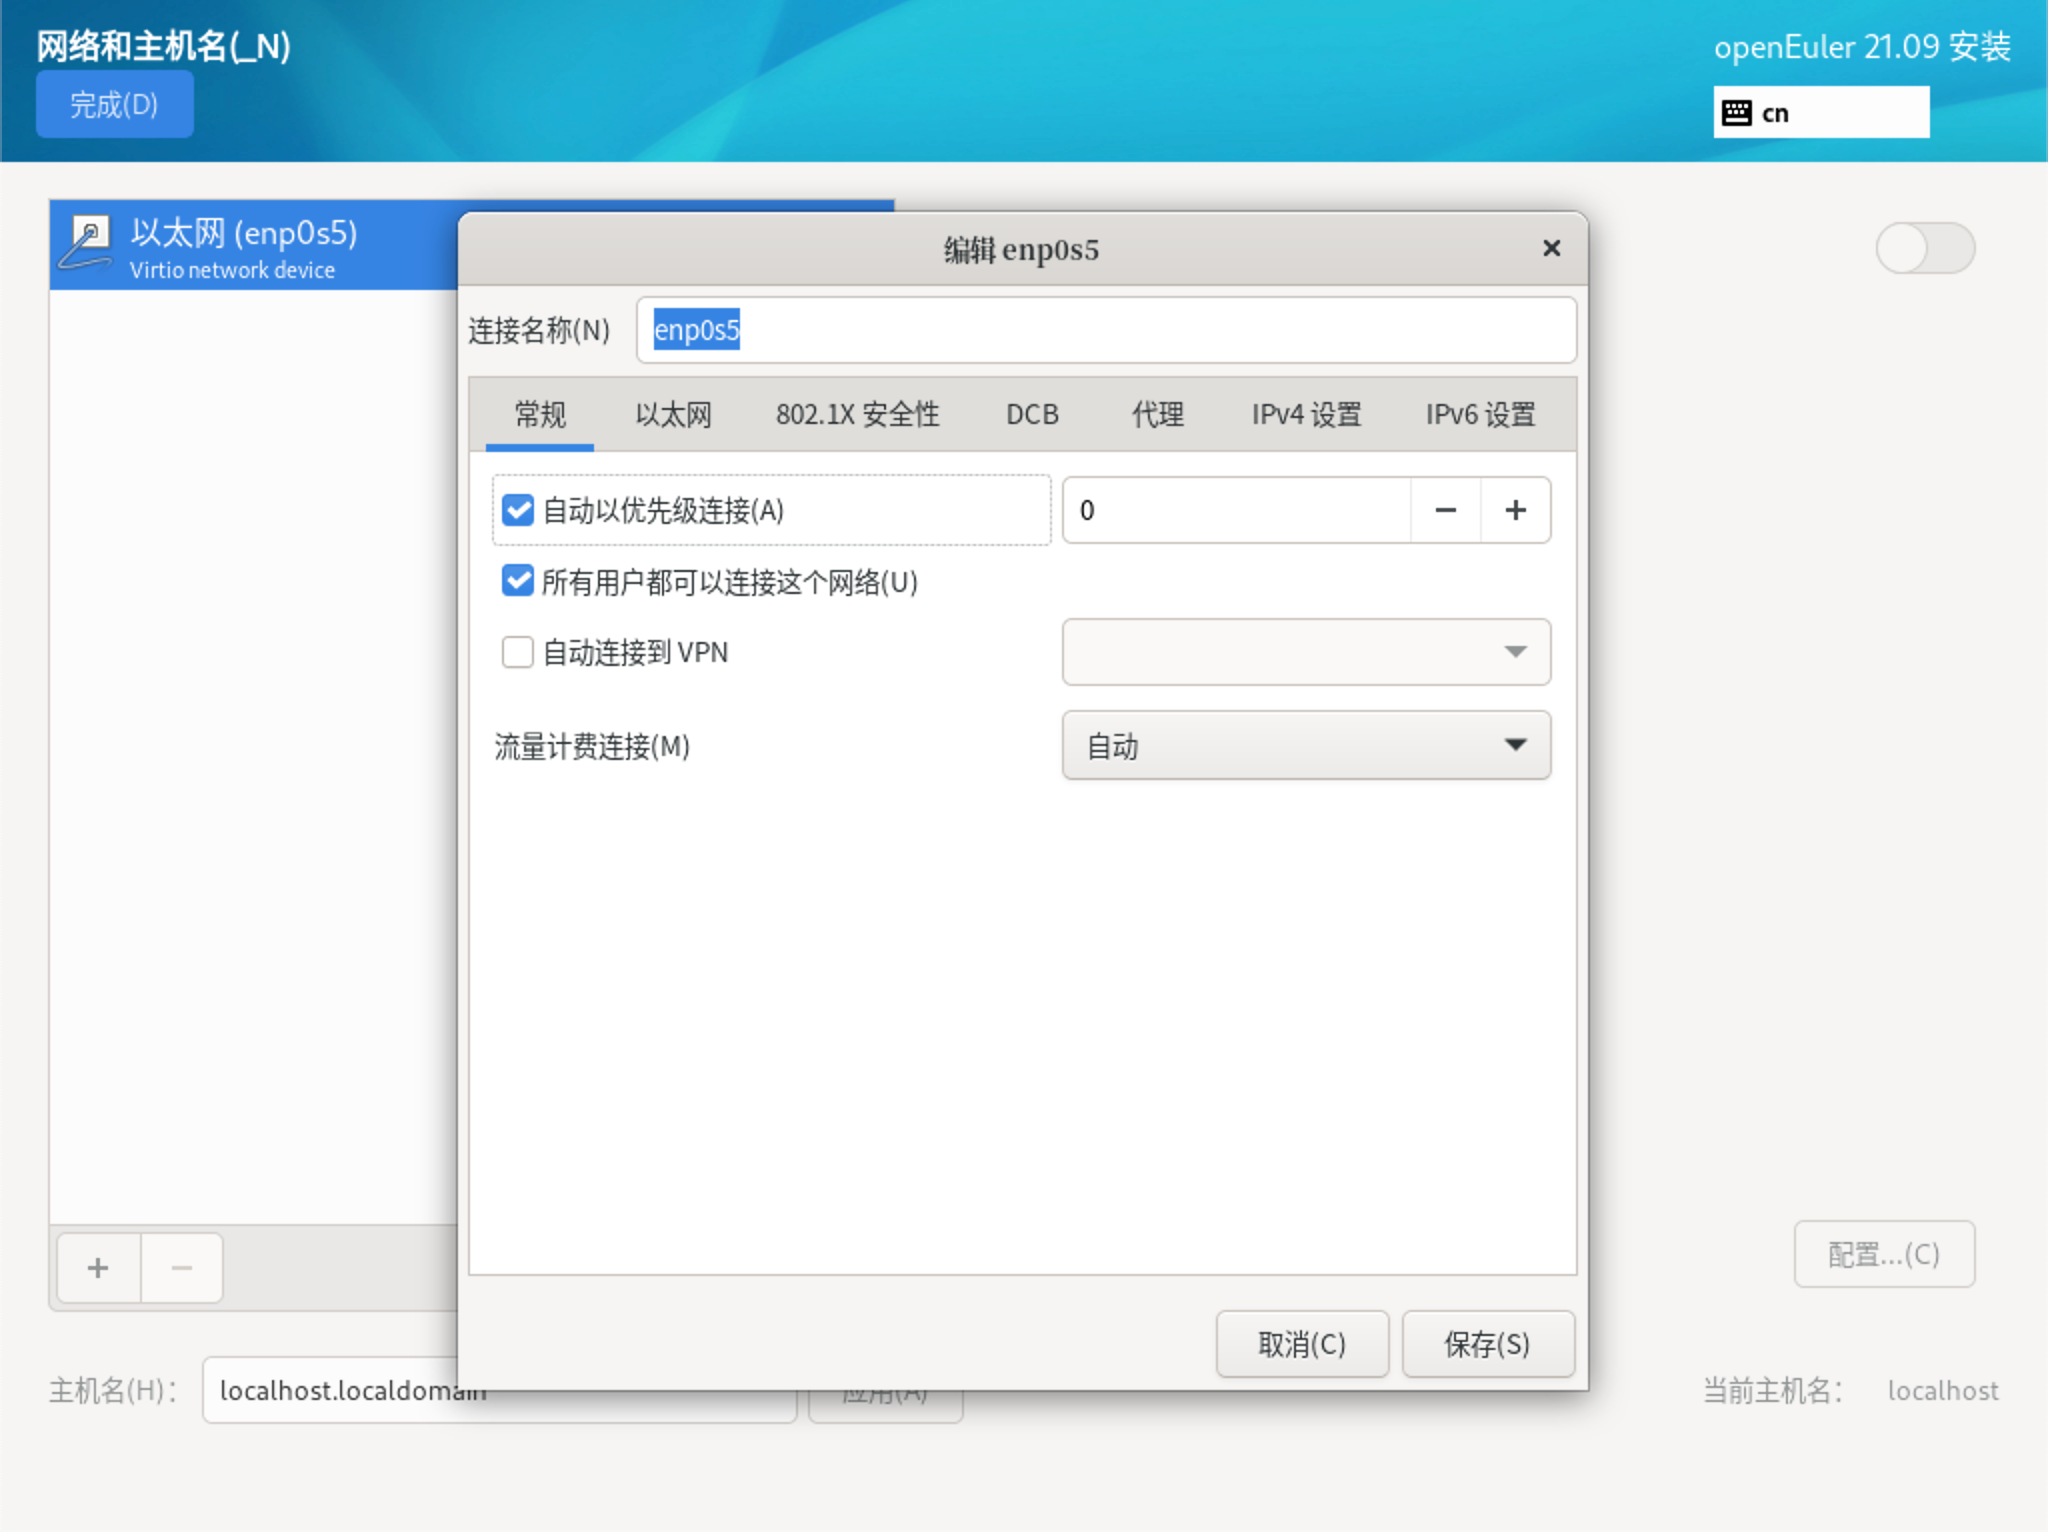 网络和主机名(_N)
openEuler 21.09 安装
完成(D)
cn
以太网 (enp0s5)
Virtio network device
编辑 enp0s5
连接名称(N)
enp0s5
常规
以太网
802.1X 安全性
DCB
代理
IPv4 设置
IPv6 设置
自动以优先级连接(A)
0
所有用户都可以连接这个网络(U)
自动连接到 VPN
流量计费连接(M)
自动
配置...(C)
取消(C)
保存(S)
主机名(H)：
localhost.localdomain
应用(A)
当前主机名：
localhost